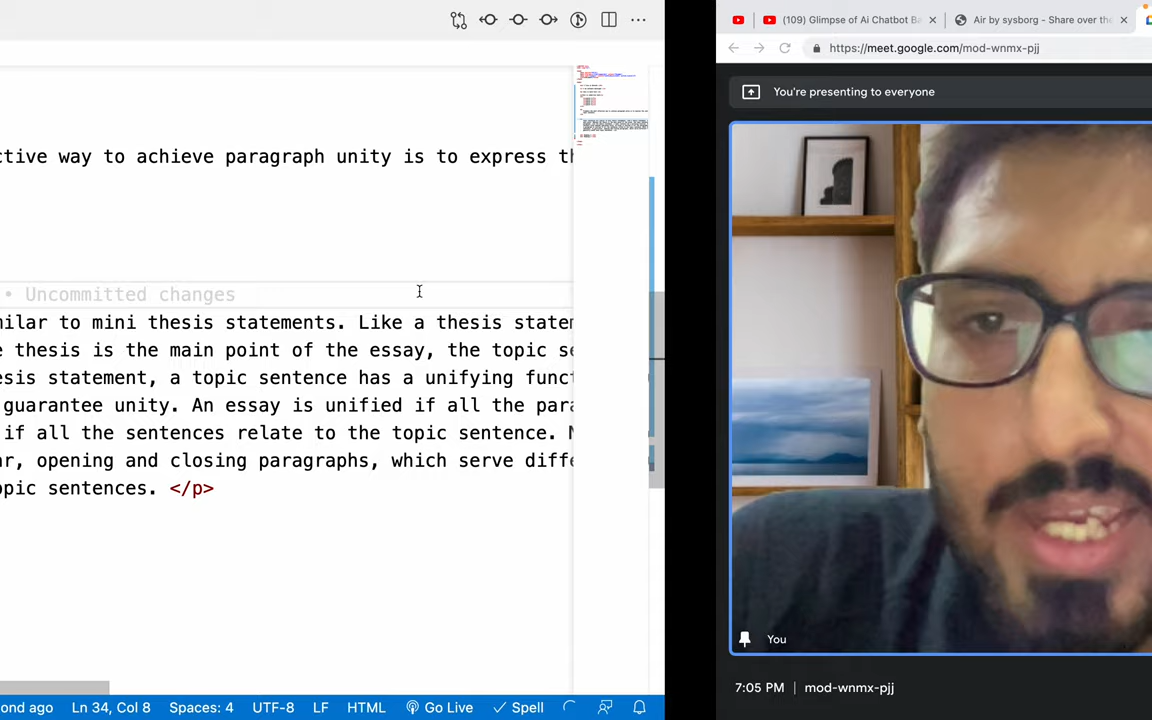 ctive way to achieve paragraph unity is to express th
• Uncommitted changes
milar to mini thesis statements. Like a thesis statem
e thesis is the main point of the essay, the topic se
esis statement, a topic sentence has a unifying funct
guarantee unity. An essay is unified if all the para
if all the sentences relate to the topic sentence. N
ar, opening and closing paragraphs, which serve diffe
opic sentences. </p>
ond ago Ln 34, Col 8 Spaces: 4 UTF-8 LF HTML Go Live Spell
(109) Glimpse of Ai Chatbot Ba
Air by sysborg - Share over the
https://meet.google.com/mod-wnmx-pjj
You're presenting to everyone
You
7:05 PM | mod-wnmx-pjj